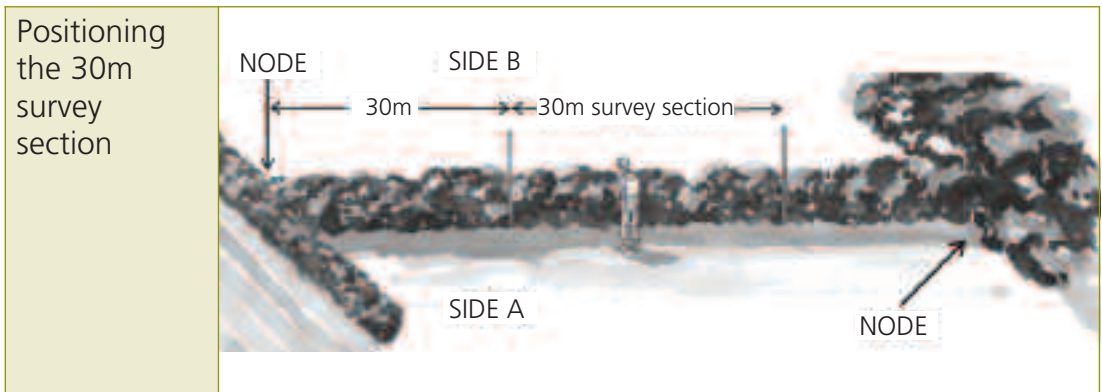 Positioning
the 30m
survey
section
NODE
SIDE B
30m
30m survey section
SIDE A
NODE